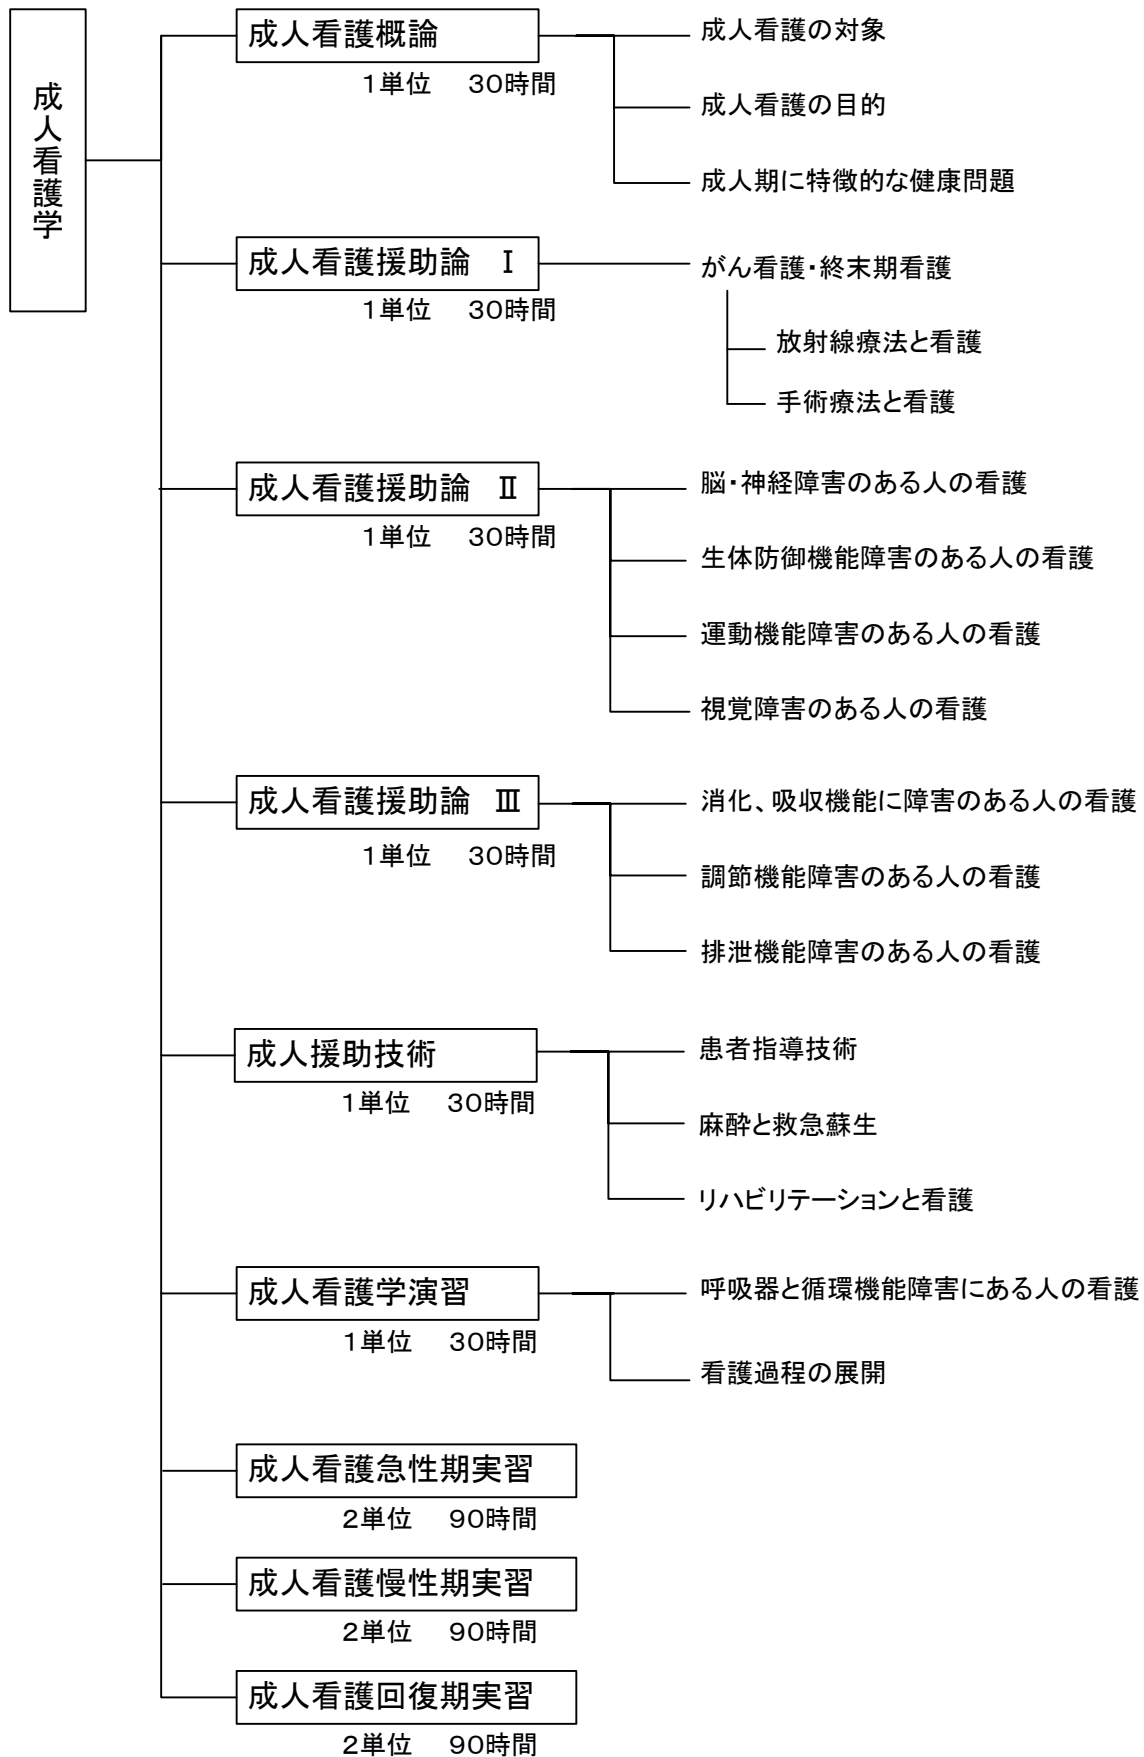 成人看護学
成人看護概論
1単位 30時間
成人看護の対象
成人看護の目的
成人期に特徴的な健康問題
成人看護援助論 Ⅰ
1単位 30時間
がん看護・終末期看護
放射線療法と看護
手術療法と看護
成人看護援助論 Ⅱ
1単位 30時間
脳・神経障害のある人の看護
生体防御機能障害のある人の看護
運動機能障害のある人の看護
視覚障害のある人の看護
成人看護援助論 Ⅲ
1単位 30時間
消化、吸収機能に障害のある人の看護
調節機能障害のある人の看護
排泄機能障害のある人の看護
成人援助技術
1単位 30時間
患者指導技術
麻酔と救急蘇生
リハビリテーションと看護
成人看護学演習
1単位 30時間
呼吸器と循環機能障害にある人の看護
看護過程の展開
成人看護急性期実習
2単位 90時間
成人看護慢性期実習
2単位 90時間
成人看護回復期実習
2単位 90時間